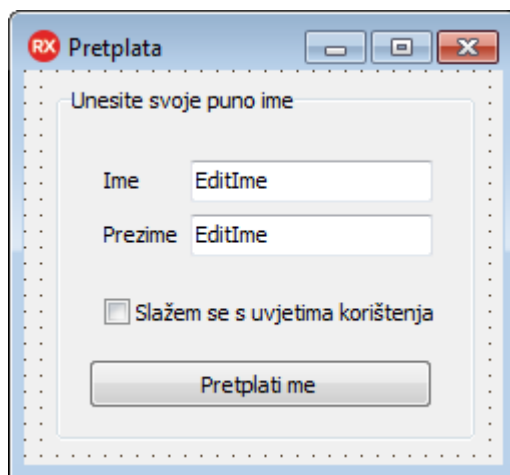 RX Pretplata
Unesite svoje puno ime
Ime EditIme
Prezime EditIme
Slažem se s uvjetima korištenja
Pretplati me